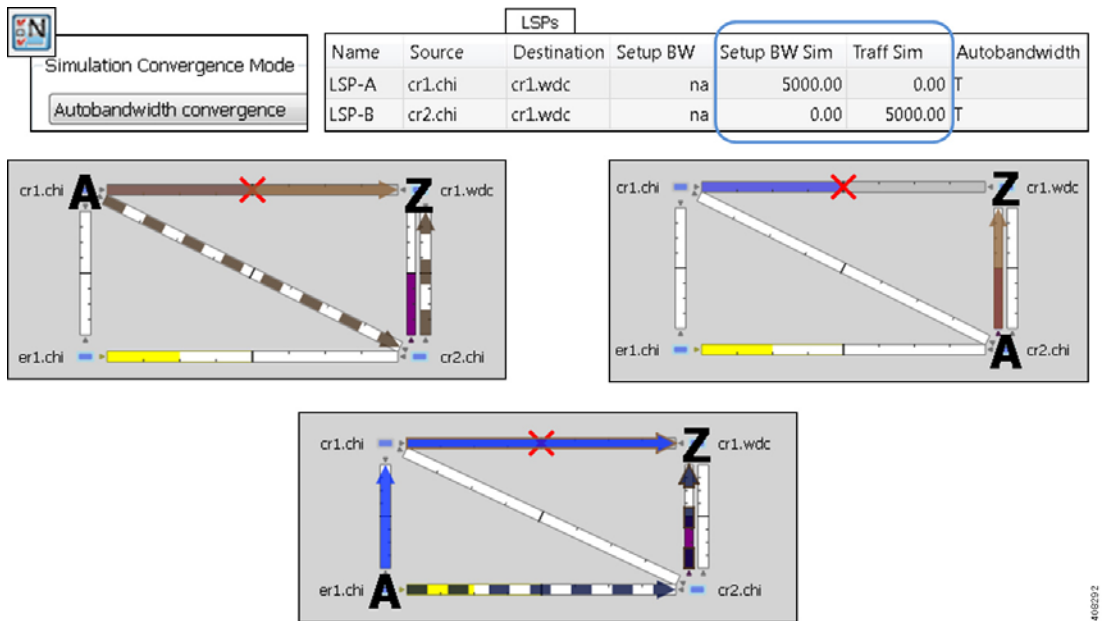 N
Simulation Convergence Mode
Autobandwidth convergence
LSPs
Name Source Destination Setup BW Setup BW Sim Traff Sim Autobandwidth
LSP-A cr1.chi cr1.wdc na 5000.00 0.00 T
LSP-B cr2.chi cr1.wdc na 0.00 5000.00 T
cr1.chi A Z cr1.wdc
er1.chi cr2.chi
cr1.chi Z cr1.wdc
er1.chi A cr2.chi
cr1.chi Z cr1.wdc
er1.chi A cr2.chi
408292